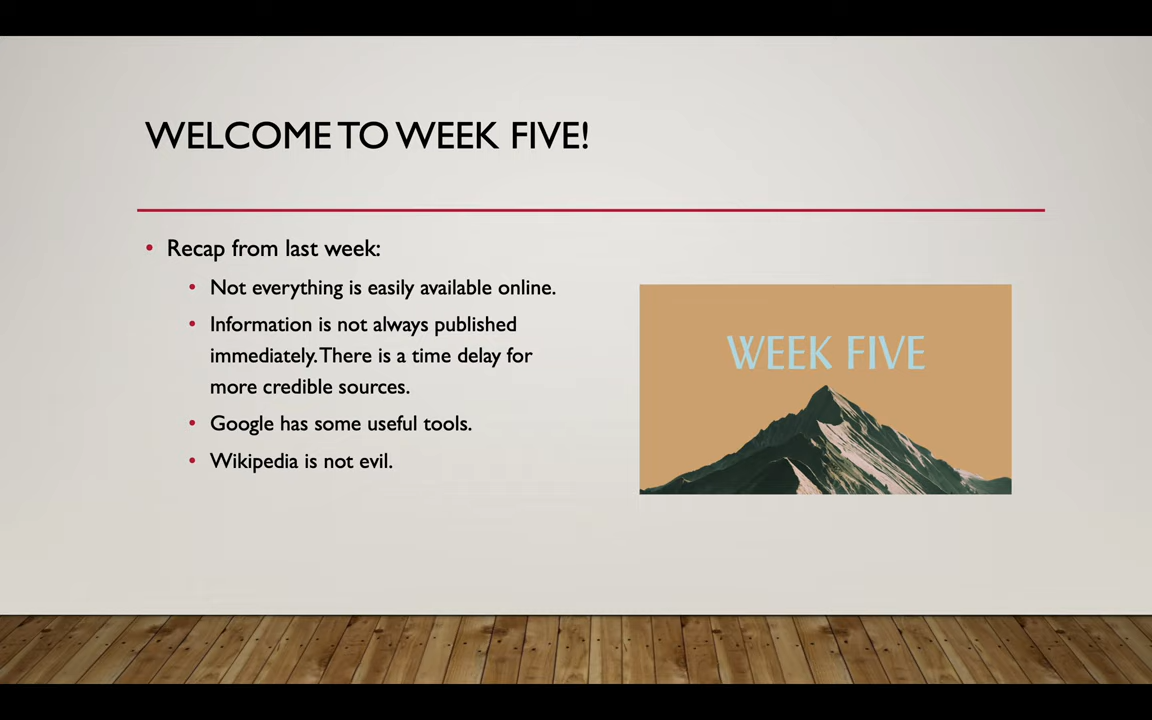 WELCOME TO WEEK FIVE!
Recap from last week:
Not everything is easily available online.
Information is not always published
immediately. There is a time delay for
more credible sources.
Google has some useful tools.
Wikipedia is not evil.
WEEK FIVE